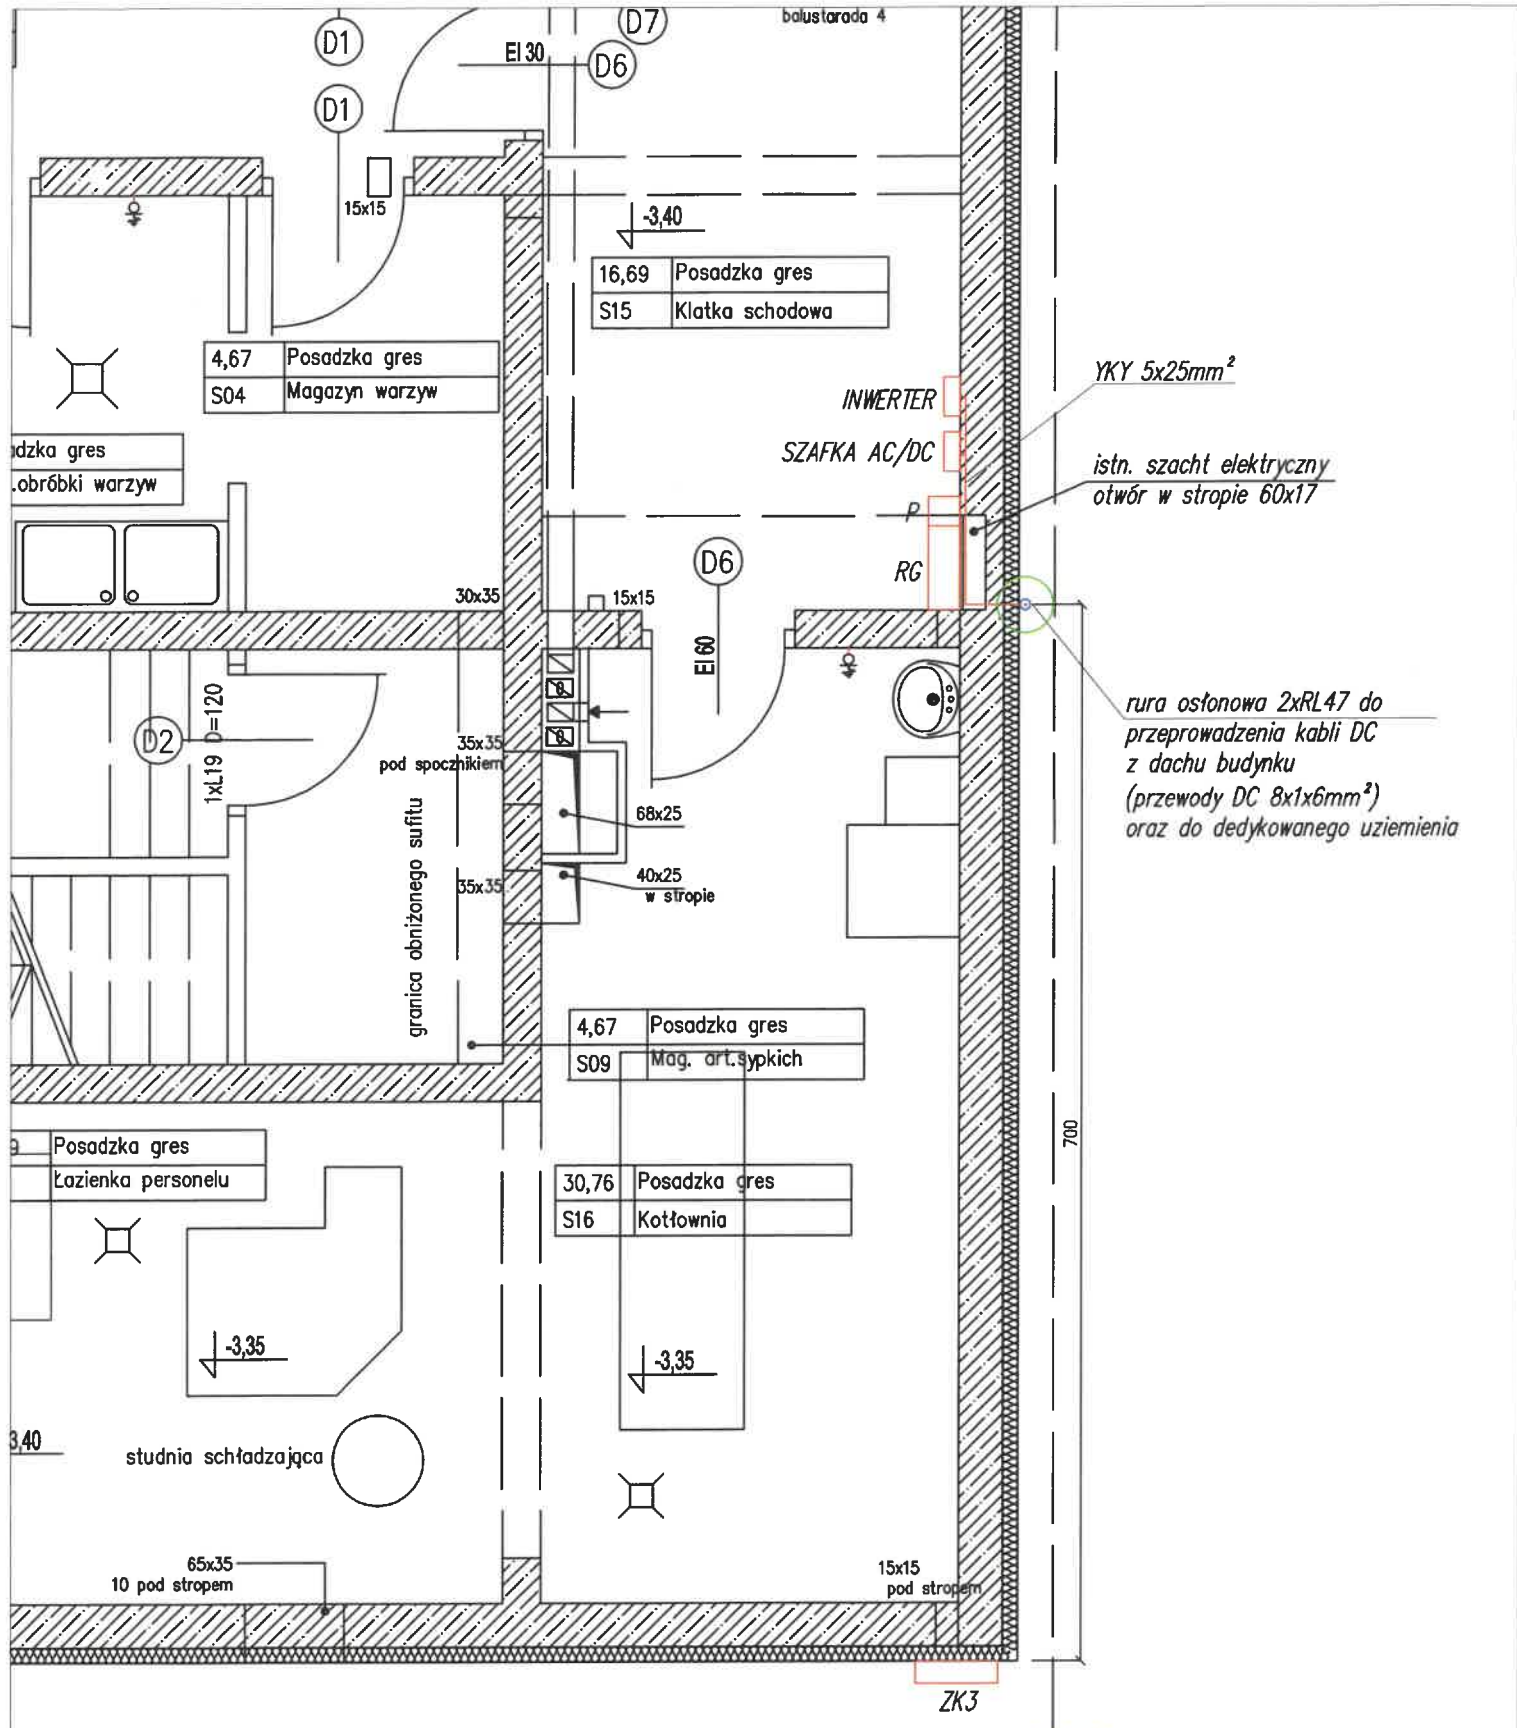 balustarada 4
D1
D7
EI 30
D6
D1
15x15
-3,40
16,69 Posadzka gres
S15 Klatka schodowa
4,67 Posadzka gres
S04 Magazyn warzyw
YKY 5x25mm²
INWERTER
SZAFKA AC/DC
istn. szacht elektryczny
otwór w stropie 60x17
gres
.obróbki warzyw
P
RG
D6
30x35
15x15
EI 60
rura osłonowa 2xRL47 do
przeprowadzenia kabli DC
z dachu budynku
(przewody DC 8x1x6mm²)
oraz do dedykowanego uziemienia
D2
1xL19 D=120
35x35
pod spocznikiem
68x25
granica obniżanego sufitu
35x35
40x25
w stropie
4,67 Posadzka gres
S09 Mag. art.sypkich
700
9 Posadzka gres
Łazienka personelu
30,76 Posadzka gres
S16 Kotłownia
-3,35
-3,35
3,40
studnia schładzająca
65x35
10 pod stropem
15x15
pod stropem
ZK3